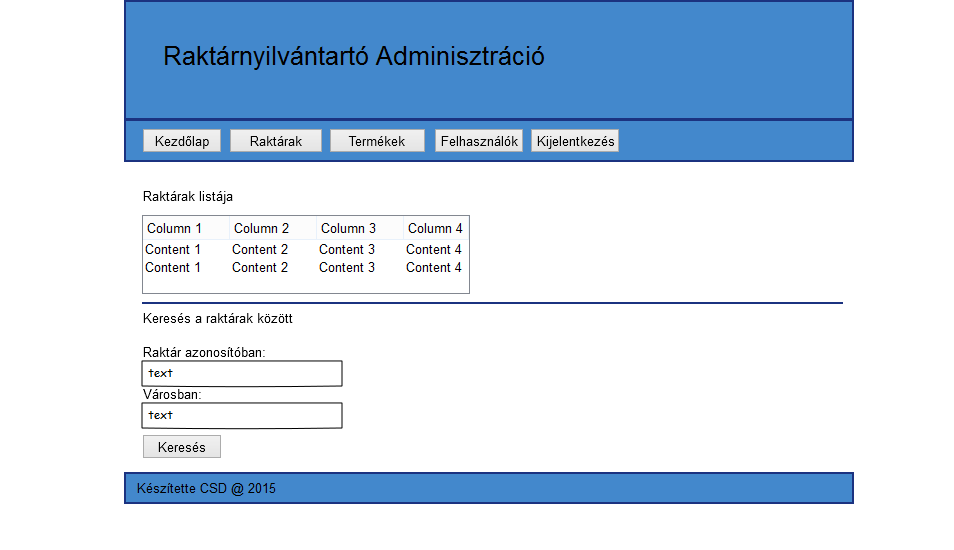 Raktárnyilvántartó Adminisztráció
Kezdőlap Raktárak Termékek Felhasználók Kijelentkezés
Raktárak listája
Column 1 Column 2 Column 3 Column 4
Content 1 Content 2 Content 3 Content 4
Content 1 Content 2 Content 3 Content 4
Keresés a raktárak között
Raktár azonosítóban:
text
Városban:
text
Keresés
Készítette CSD @ 2015